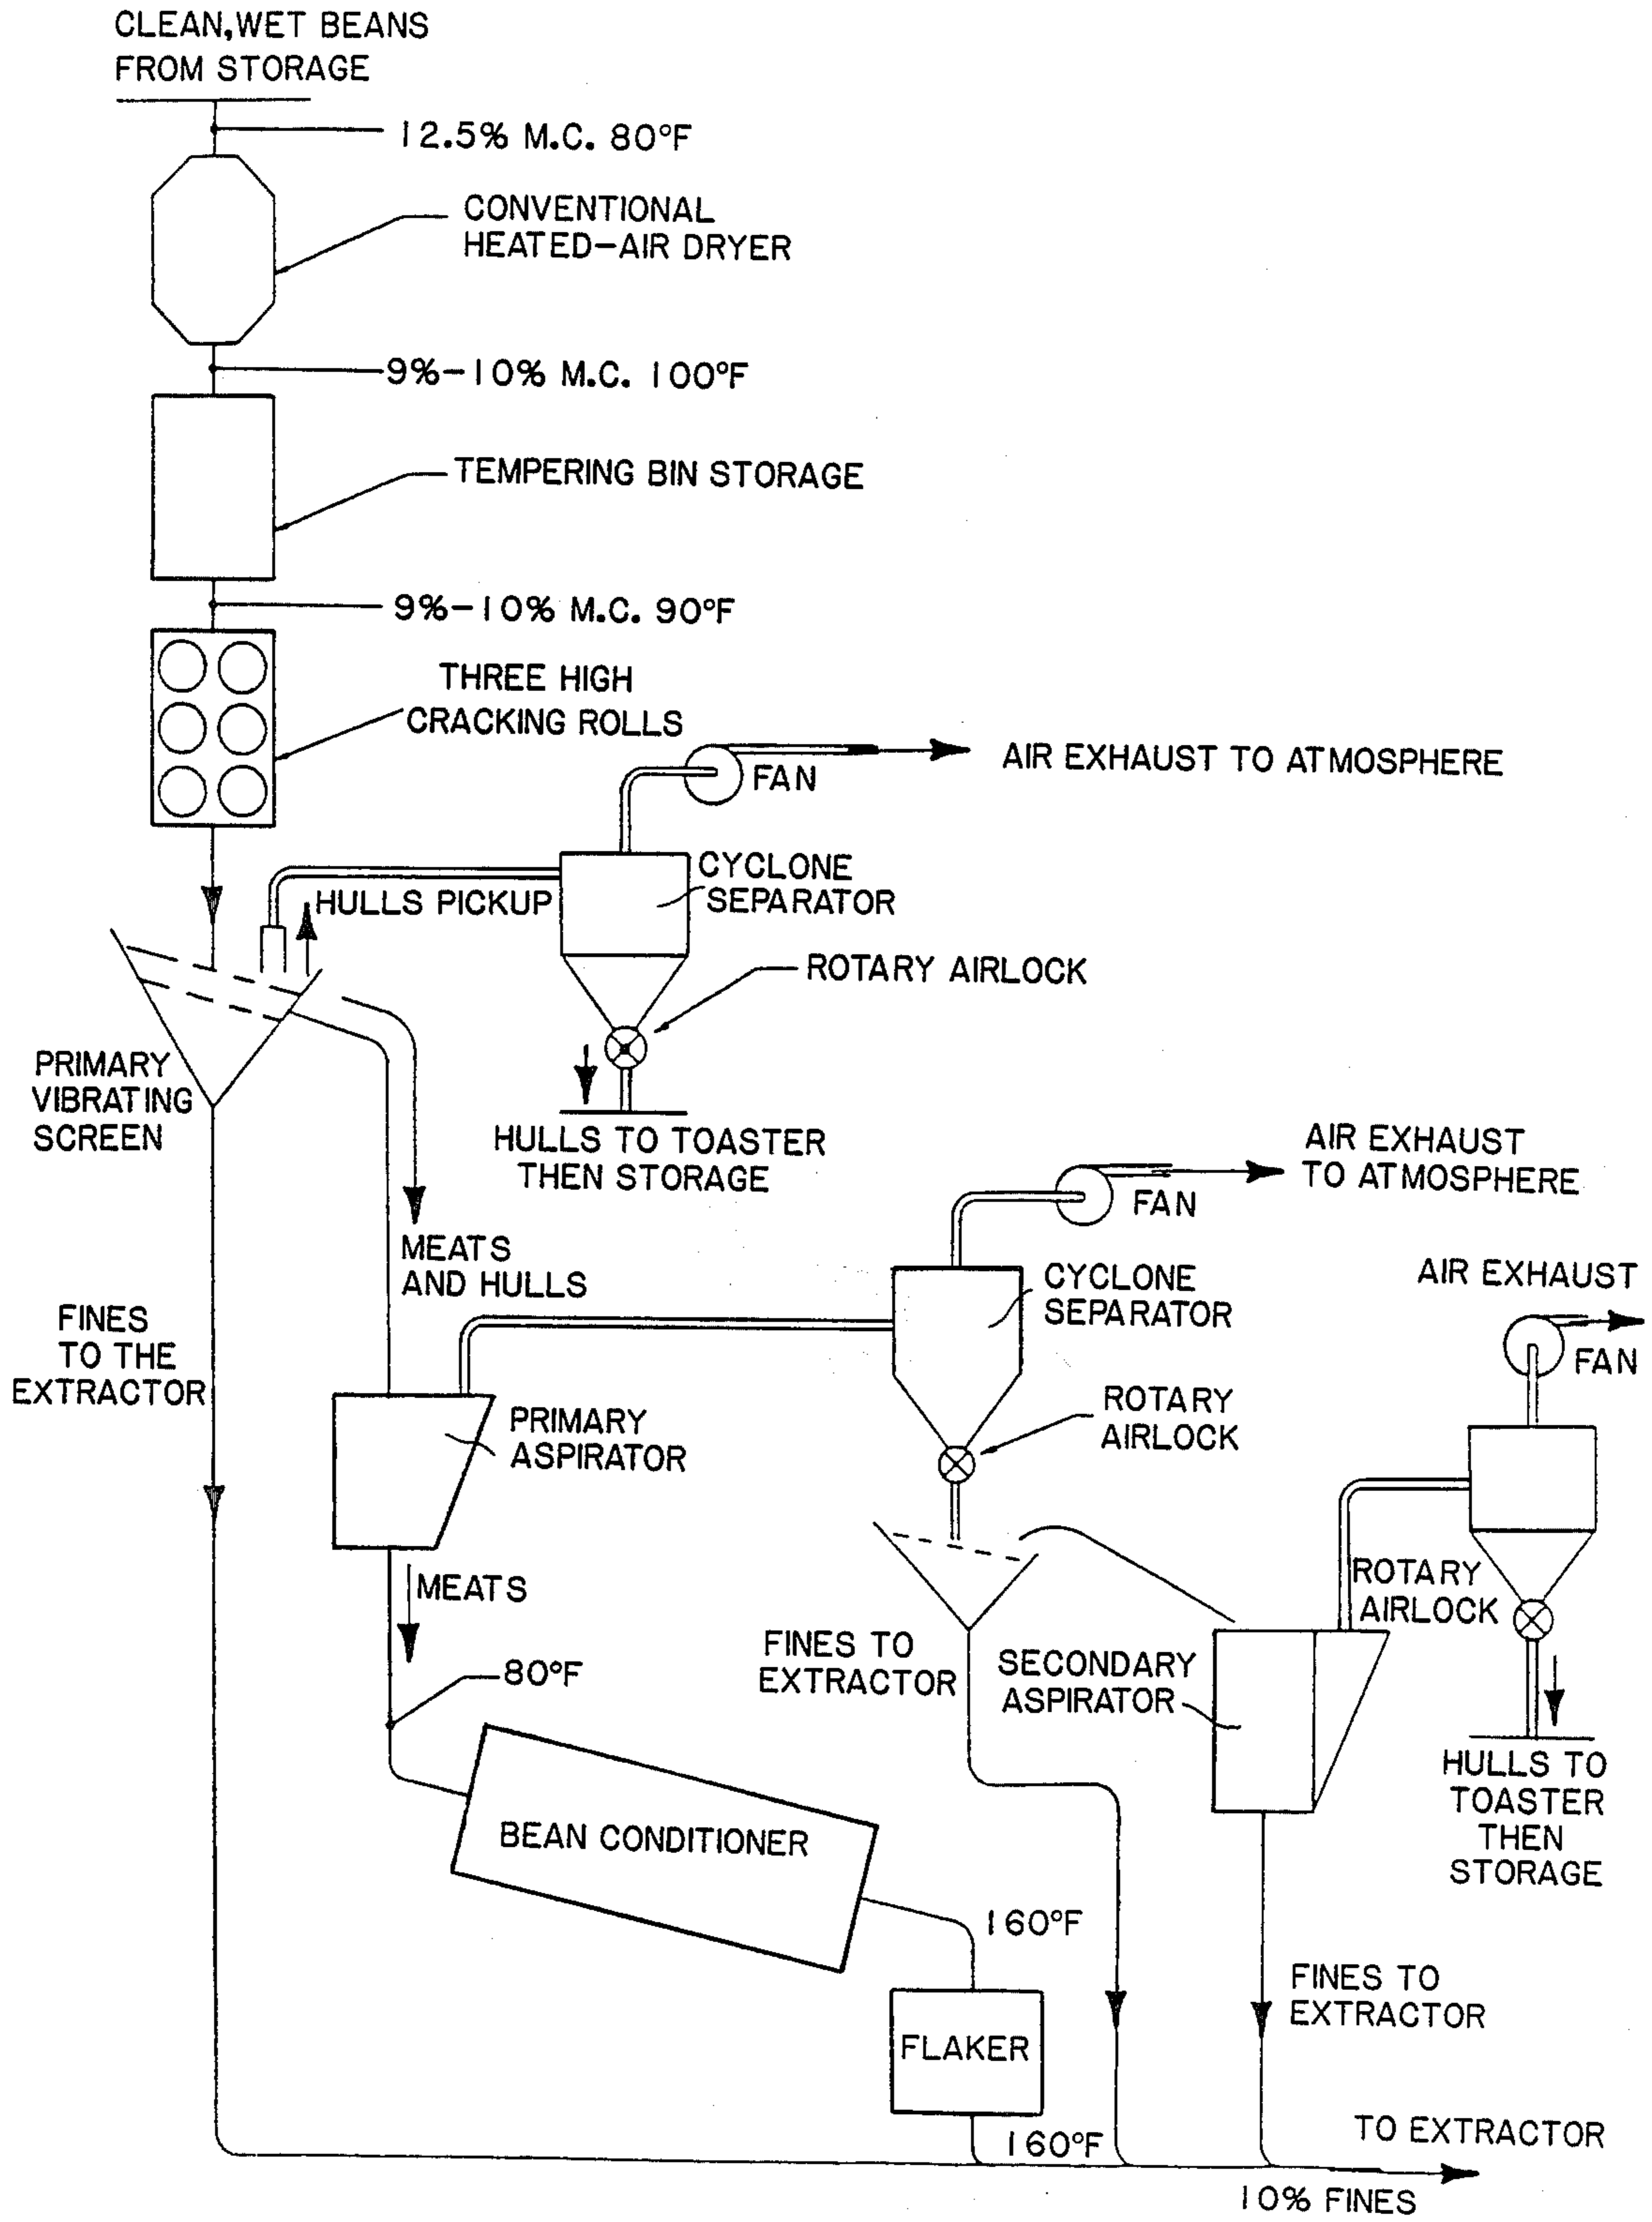 CLEAN, WET BEANS
FROM STORAGE
12.5% M.C. 80°F
CONVENTIONAL
HEATED-AIR DRYER
9%-10% M.C. 100°F
TEMPERING BIN STORAGE
9%-10% M.C. 90°F
THREE HIGH
CRACKING ROLLS
FAN
AIR EXHAUST TO ATMOSPHERE
CYCLONE
SEPARATOR
HULLS PICKUP
ROTARY AIRLOCK
PRIMARY
VIBRATING
SCREEN
HULLS TO TOASTER
THEN STORAGE
AIR EXHAUST
TO ATMOSPHERE
FAN
MEATS
AND HULLS
CYCLONE
SEPARATOR
AIR EXHAUST
FAN
FINES
TO THE
EXTRACTOR
PRIMARY
ASPIRATOR
ROTARY
AIRLOCK
ROTARY
AIRLOCK
MEATS
FINES TO
EXTRACTOR
SECONDARY
ASPIRATOR
80°F
HULLS TO
TOASTER
THEN
STORAGE
BEAN CONDITIONER
160°F
FINES TO
EXTRACTOR
FLAKER
160°F
TO EXTRACTOR
10% FINES